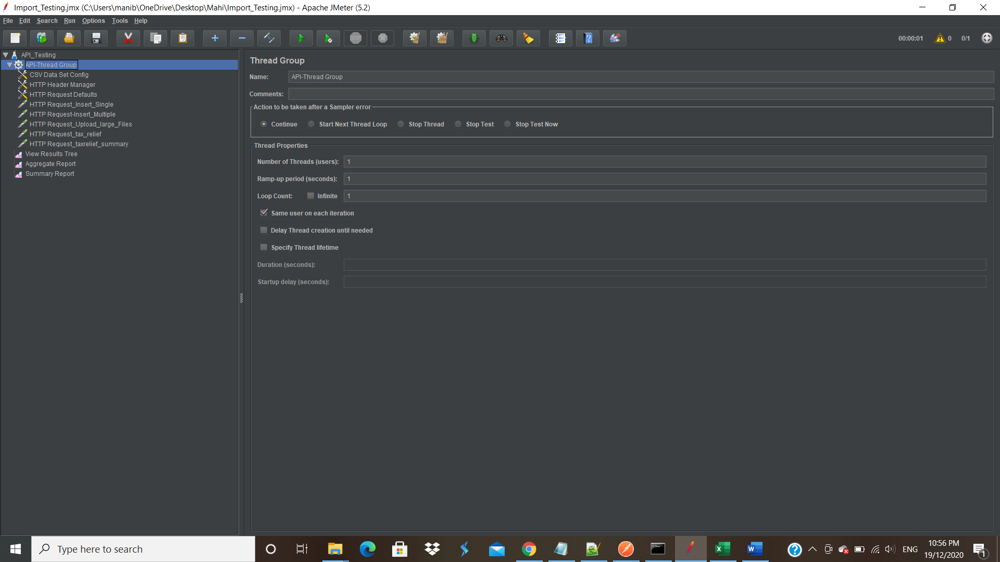 Import_Testing.jmx (C:\Users\manib\OneDrive\Desktop\Mahi\Import_Testing.jmx) - Apache JMeter (5.2)
File Edit Search Run Options Tools Help
STOP
00:00:01 0 0/1
API_Testing
API-Thread Group
CSV Data Set Config
HTTP Header Manager
HTTP Request Defaults
HTTP Request_Insert_Single
HTTP Request-Insert_Multiple
HTTP Request_Upload_large_Files
HTTP Request_tax_relief
HTTP Request_taxrelief_summary
View Results Tree
Aggregate Report
Summary Report
Thread Group
Name: API-Thread Group
Comments:
Action to be taken after a Sampler error
Continue Start Next Thread Loop Stop Thread Stop Test Stop Test Now
Thread Properties
Number of Threads (users): 1
Ramp-up period (seconds): 1
Loop Count: Infinite 1
Same user on each iteration
Delay Thread creation until needed
Specify Thread lifetime
Duration (seconds):
Startup delay (seconds):
Type here to search
ENG
10:56 PM
19/12/2020
1